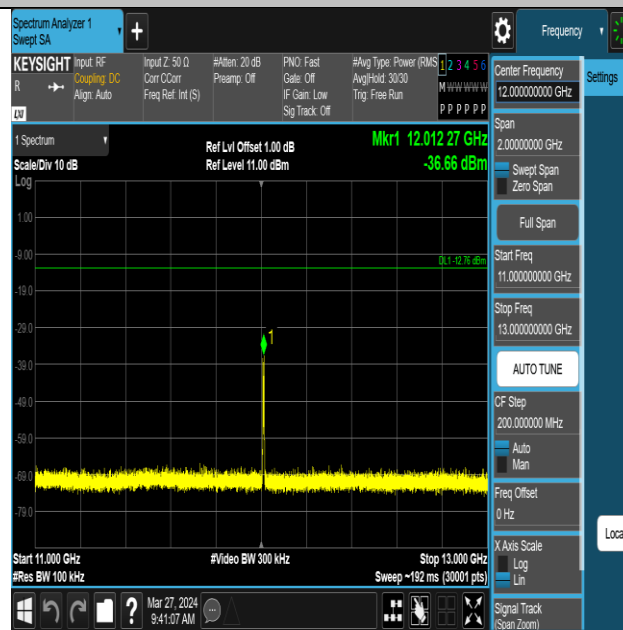 Spectrum Analyzer 1
Swept SA
+
Frequency
KEYSIGHT
R
LXI
Input: RF
Coupling: DC
Align: Auto
Input Z: 50 Ω
Corr CCorr
Freq Ref: Int (S)
#Atten: 20 dB
Preamp: Off
PNO: Fast
Gate: Off
IF Gain: Low
Sig Track: Off
#Avg Type: Power (RMS
Avg|Hold: 30/30
Trig: Free Run
1 2 3 4 5 6
M W W W W W
P P P P P P
1 Spectrum
Scale/Div 10 dB
Ref Lvl Offset 1.00 dB
Ref Level 11.00 dBm
Mkr1 12.012 27 GHz
-36.66 dBm
Log
1.00
-9.00
-19.0
-29.0
-39.0
-49.0
-59.0
-69.0
-79.0
DL1 -12.76 dBm
1
Start 11.000 GHz
#Res BW 100 kHz
#Video BW 300 kHz
Stop 13.000 GHz
Sweep ~192 ms (30001 pts)
Center Frequency
12.000000000 GHz
Settings
Span
2.00000000 GHz
Swept Span
Zero Span
Full Span
Start Freq
11.000000000 GHz
Stop Freq
13.000000000 GHz
AUTO TUNE
CF Step
200.000000 MHz
Auto
Man
Freq Offset
0 Hz
X Axis Scale
Log
Lin
Signal Track
(Span Zoom)
Loca
?
Mar 27, 2024
9:41:07 AM